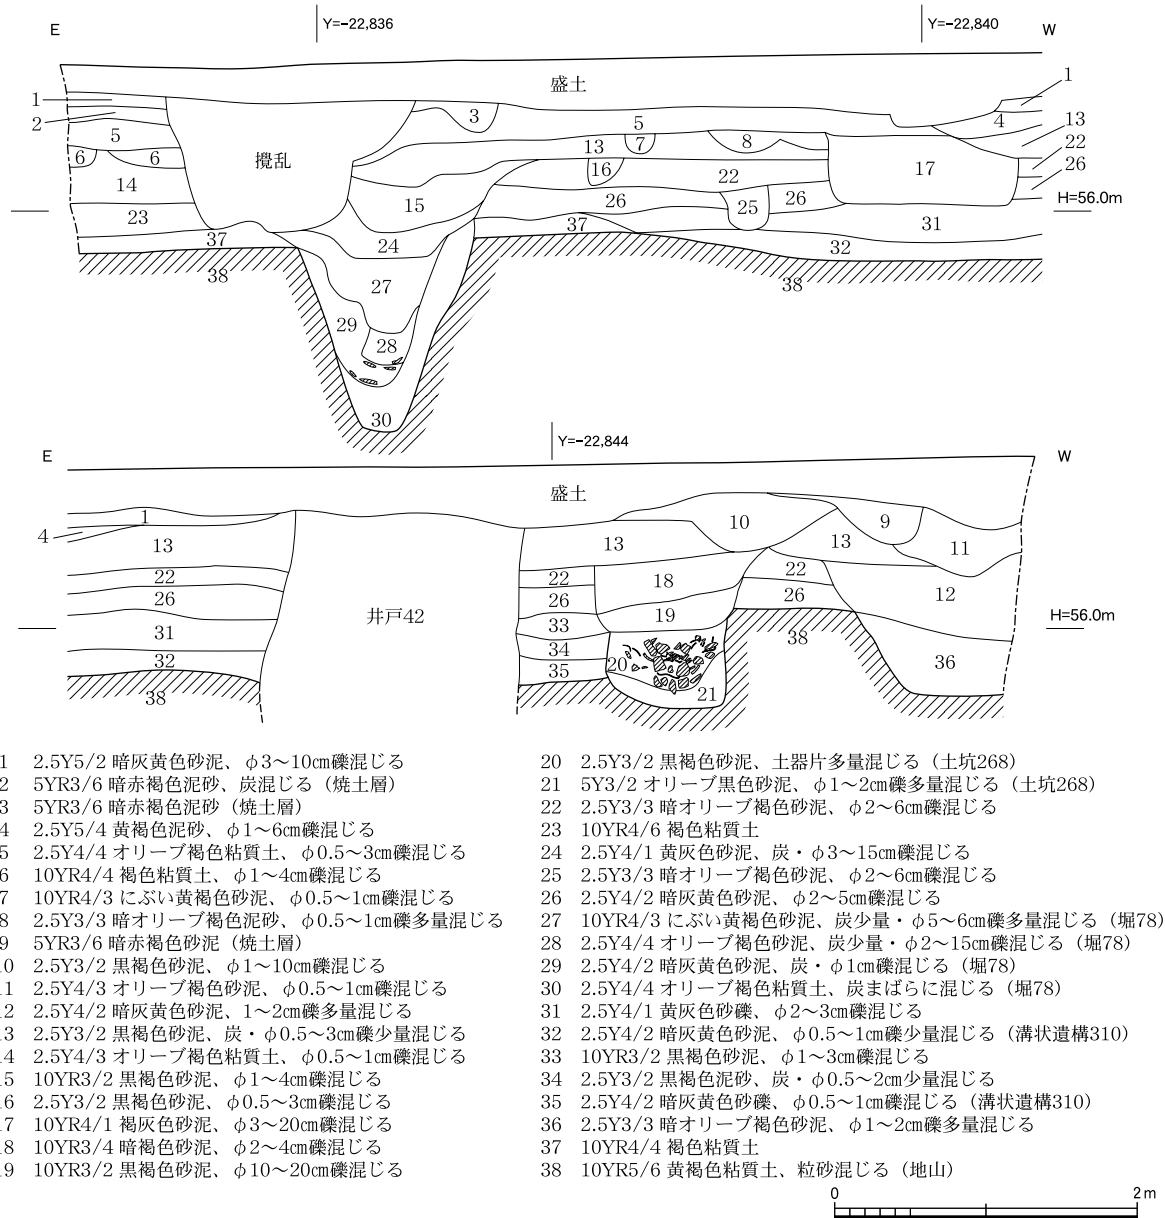 E
Y=-22,836
Y=-22,840
W
盛土
1
2
3
5
4
1
13
22
26
5
6
6
14
23
37
38
攪乱
13
7
8
16
22
15
26
25
26
17
31
H=56.0m
24
37
32
38
27
29
28
30
E
Y=-22,844
W
盛土
1
4
13
22
26
31
32
38
井戸42
10
9
13
13
11
22
18
22
26
26
12
33
19
34
20
35
21
38
36
H=56.0m
1 2.5Y5/2 暗灰黄色砂泥、φ3～10㎝礫混じる
2 5YR3/6 暗赤褐色泥砂、炭混じる（焼土層）
3 5YR3/6 暗赤褐色泥砂（焼土層）
4 2.5Y5/4 黄褐色泥砂、φ1～6㎝礫混じる
5 2.5Y4/4 オリーブ褐色粘質土、φ0.5～3㎝礫混じる
6 10YR4/4 褐色粘質土、φ1～4㎝礫混じる
7 10YR4/3 にぶい黄褐色砂泥、φ0.5～1㎝礫混じる
8 2.5Y3/3 暗オリーブ褐色泥砂、φ0.5～1㎝礫多量混じる
9 5YR3/6 暗赤褐色砂泥（焼土層）
10 2.5Y3/2 黒褐色砂泥、φ1～10㎝礫混じる
11 2.5Y4/3 オリーブ褐色砂泥、φ0.5～1㎝礫混じる
12 2.5Y4/2 暗灰黄色砂泥、1～2㎝礫多量混じる
13 2.5Y3/2 黒褐色砂泥、炭・φ0.5～3㎝礫少量混じる
14 2.5Y4/3 オリーブ褐色粘質土、φ0.5～1㎝礫混じる
15 10YR3/2 黒褐色砂泥、φ1～4㎝礫混じる
16 2.5Y3/2 黒褐色砂泥、φ0.5～3㎝礫混じる
17 10YR4/1 褐灰色砂泥、φ3～20㎝礫混じる
18 10YR3/4 暗褐色砂泥、φ2～4㎝礫混じる
19 10YR3/2 黒褐色砂泥、φ10～20㎝礫混じる
20 2.5Y3/2 黒褐色砂泥、土器片多量混じる（土坑268）
21 5Y3/2 オリーブ黒色砂泥、φ1～2㎝礫多量混じる（土坑268）
22 2.5Y3/3 暗オリーブ褐色砂泥、φ2～6㎝礫混じる
23 10YR4/6 褐色粘質土
24 2.5Y4/1 黄灰色砂泥、炭・φ3～15㎝礫混じる
25 2.5Y3/3 暗オリーブ褐色砂泥、φ2～6㎝礫混じる
26 2.5Y4/2 暗灰黄色砂泥、φ2～5㎝礫混じる
27 10YR4/3 にぶい黄褐色砂泥、炭少量・φ5～6㎝礫多量混じる（堀78）
28 2.5Y4/4 オリーブ褐色砂泥、炭少量・φ2～15㎝礫混じる（堀78）
29 2.5Y4/2 暗灰黄色砂泥、炭・φ1㎝礫混じる（堀78）
30 2.5Y4/4 オリーブ褐色粘質土、炭まばらに混じる（堀78）
31 2.5Y4/1 黄灰色砂礫、φ2～3㎝礫混じる
32 2.5Y4/2 暗灰黄色砂泥、φ0.5～1㎝礫少量混じる（溝状遺構310）
33 10YR3/2 黒褐色砂泥、φ1～3㎝礫混じる
34 2.5Y3/2 黒褐色泥砂、炭・φ0.5～2㎝少量混じる
35 2.5Y4/2 暗灰黄色砂礫、φ0.5～1㎝礫混じる（溝状遺構310）
36 2.5Y3/3 暗オリーブ褐色砂泥、φ1～2㎝礫多量混じる
37 10YR4/4 褐色粘質土
38 10YR5/6 黄褐色粘質土、粒砂混じる（地山）
0
2m